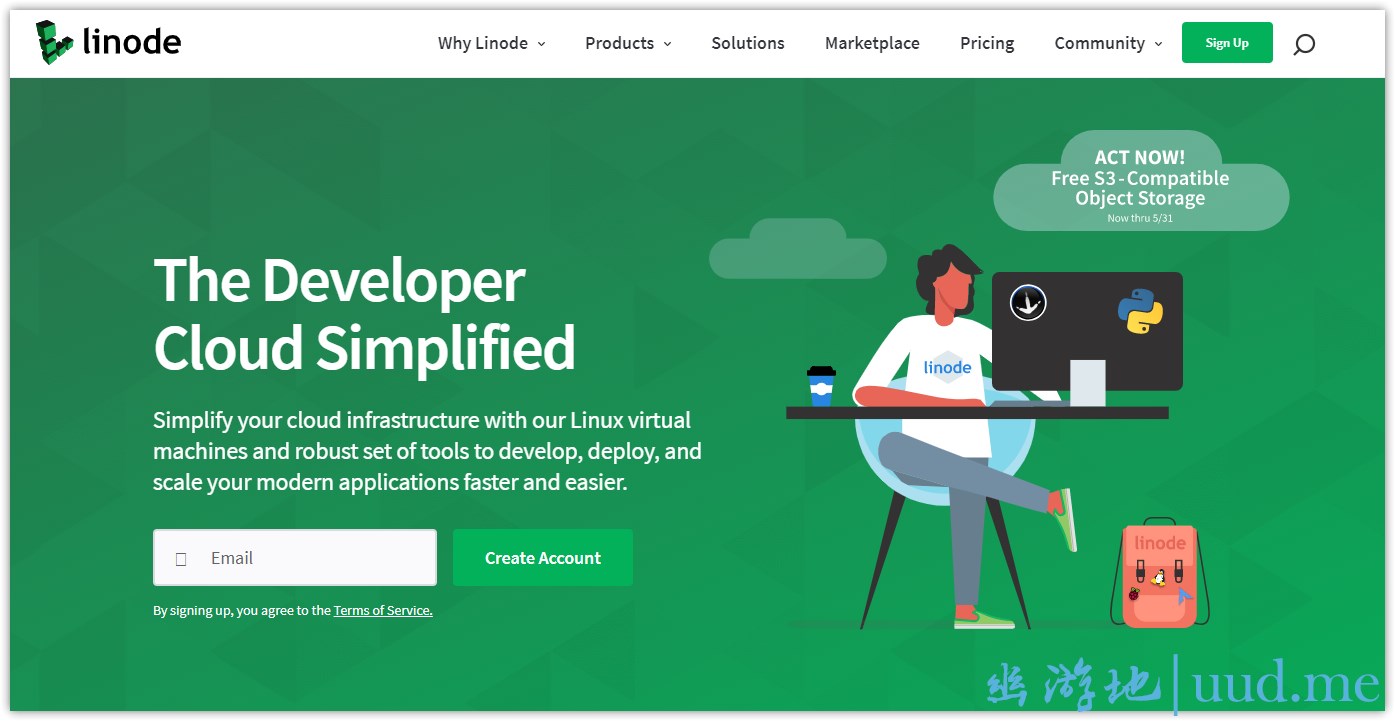 linode
Why Linode
Products
Solutions
Marketplace
Pricing
Community
Sign Up
ACT NOW!
Free S3-Compatible
Object Storage
Now thru 5/31
The Developer
Cloud Simplified
Simplify your cloud infrastructure with our Linux virtual
machines and robust set of tools to develop, deploy, and
scale your modern applications faster and easier.
Email
Create Account
By signing up, you agree to the Terms of Service.
linode
linode
幽游地|uud.me